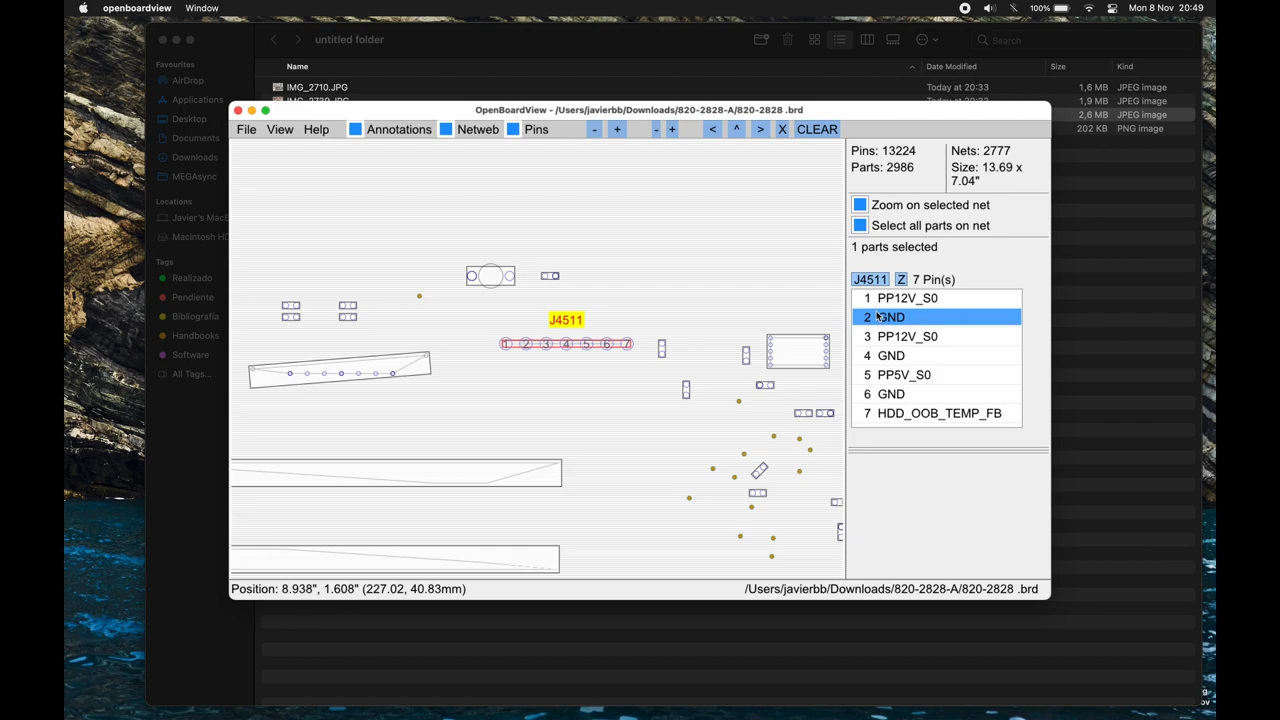 openboardview Window 100% Mon 8 Nov 20:49
untitled folder Search
Favourites
AirDrop
Applications
Desktop
Documents
Downloads
MEGAsync
Locations
Javier's MacB
Macintosh HD
Tags
Realizado
Pendiente
Bibliografía
Handbooks
Software
All Tags...
Name Date Modified Size Kind
IMG_2710.JPG Today at 20:33 1,6 MB JPEG image
1,9 MB JPEG image
2,6 MB JPEG image
202 KB PNG image
OpenBoardView - /Users/javierbb/Downloads/820-2828-A/820-2828 .brd
File View Help Annotations Netweb Pins - + - + < ^ > X CLEAR
Pins: 13224 Nets: 2777
Parts: 2986 Size: 13.69 x
7.04"
Zoom on selected net
Select all parts on net
1 parts selected
J4511 Z 7 Pin(s)
1 PP12V_S0
2 GND
3 PP12V_S0
4 GND
5 PP5V_S0
6 GND
7 HDD_OOB_TEMP_FB
J4511
1 2 3 4 5 6 7
Position: 8.938", 1.608" (227.02, 40.83mm) /Users/javierbb/Downloads/820-2828-A/820-2828 .brd